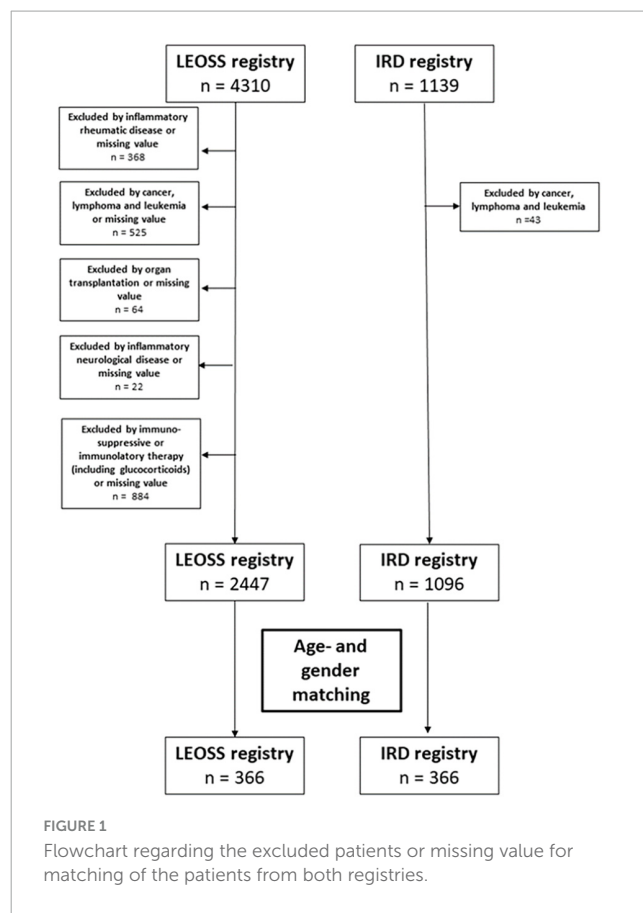 LEOSS registry
n = 4310
IRD registry
n = 1139
Excluded by inflammatory
rheumatic disease or
missing value
n = 368
Excluded by cancer,
lymphoma and leukemia
or missing value
n = 525
Excluded by cancer,
lymphoma and leukemia
n =43
Excluded by organ
transplantation or missing
value
n = 64
Excluded by inflammatory
neurological disease or
missing value
n = 22
Excluded by immuno-
suppressive or
immunolatory therapy
(including glucocorticoids)
or missing value
n = 884
LEOSS registry
n = 2447
IRD registry
n = 1096
Age- and
gender
matching
LEOSS registry
n = 366
IRD registry
n = 366
FIGURE 1
Flowchart regarding the excluded patients or missing value for
matching of the patients from both registries.